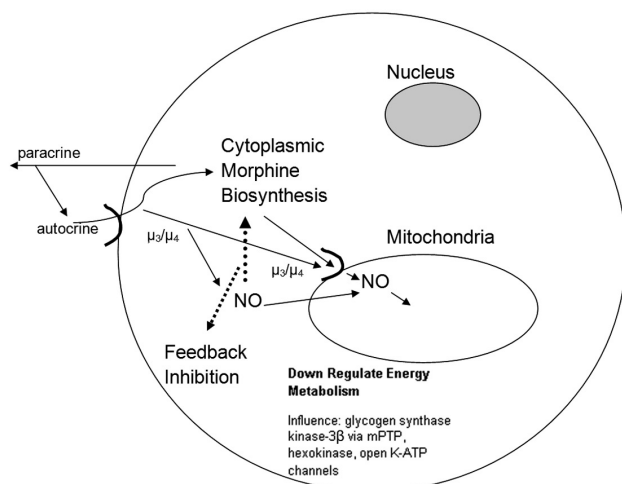 Nucleus
paracrine
Cytoplasmic
Morphine
Biosynthesis
autocrine
μ₃/μ₄
μ₃/μ₄
Mitochondria
NO
NO
Feedback
Inhibition
Down Regulate Energy
Metabolism
Influence: glycogen synthase
kinase-3β via mPTP,
hexokinase, open K-ATP
channels